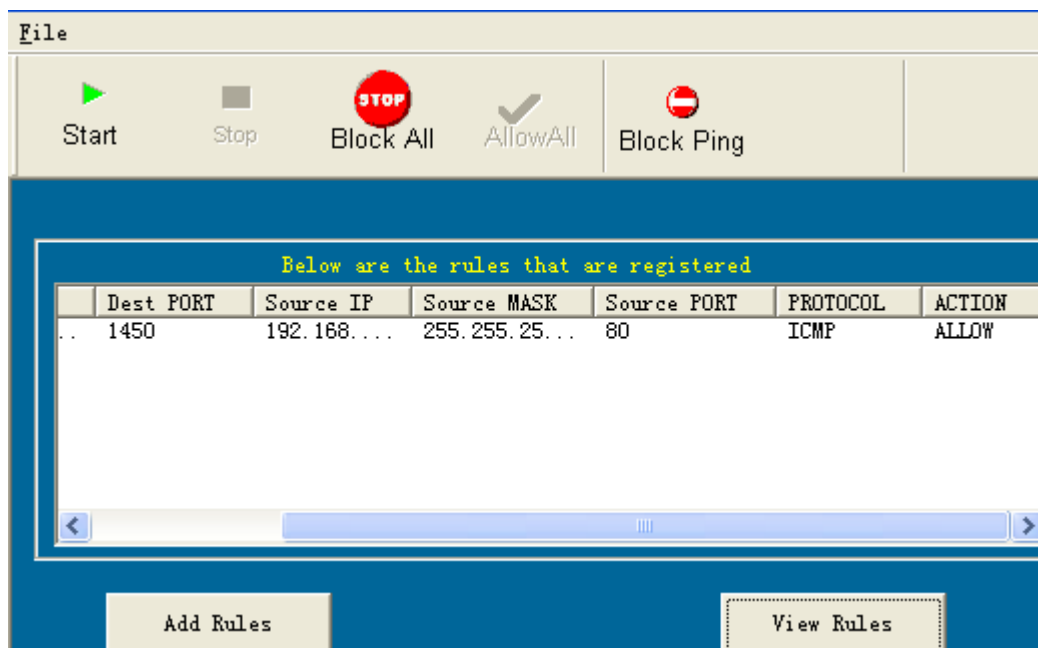 File
Start Stop STOP Block All AllowAll Block Ping
Below are the rules that are registered
Dest PORT Source IP Source MASK Source PORT PROTOCOL ACTION
.. 1450 192.168.... 255.255.25... 80 ICMP ALLOW
Add Rules View Rules